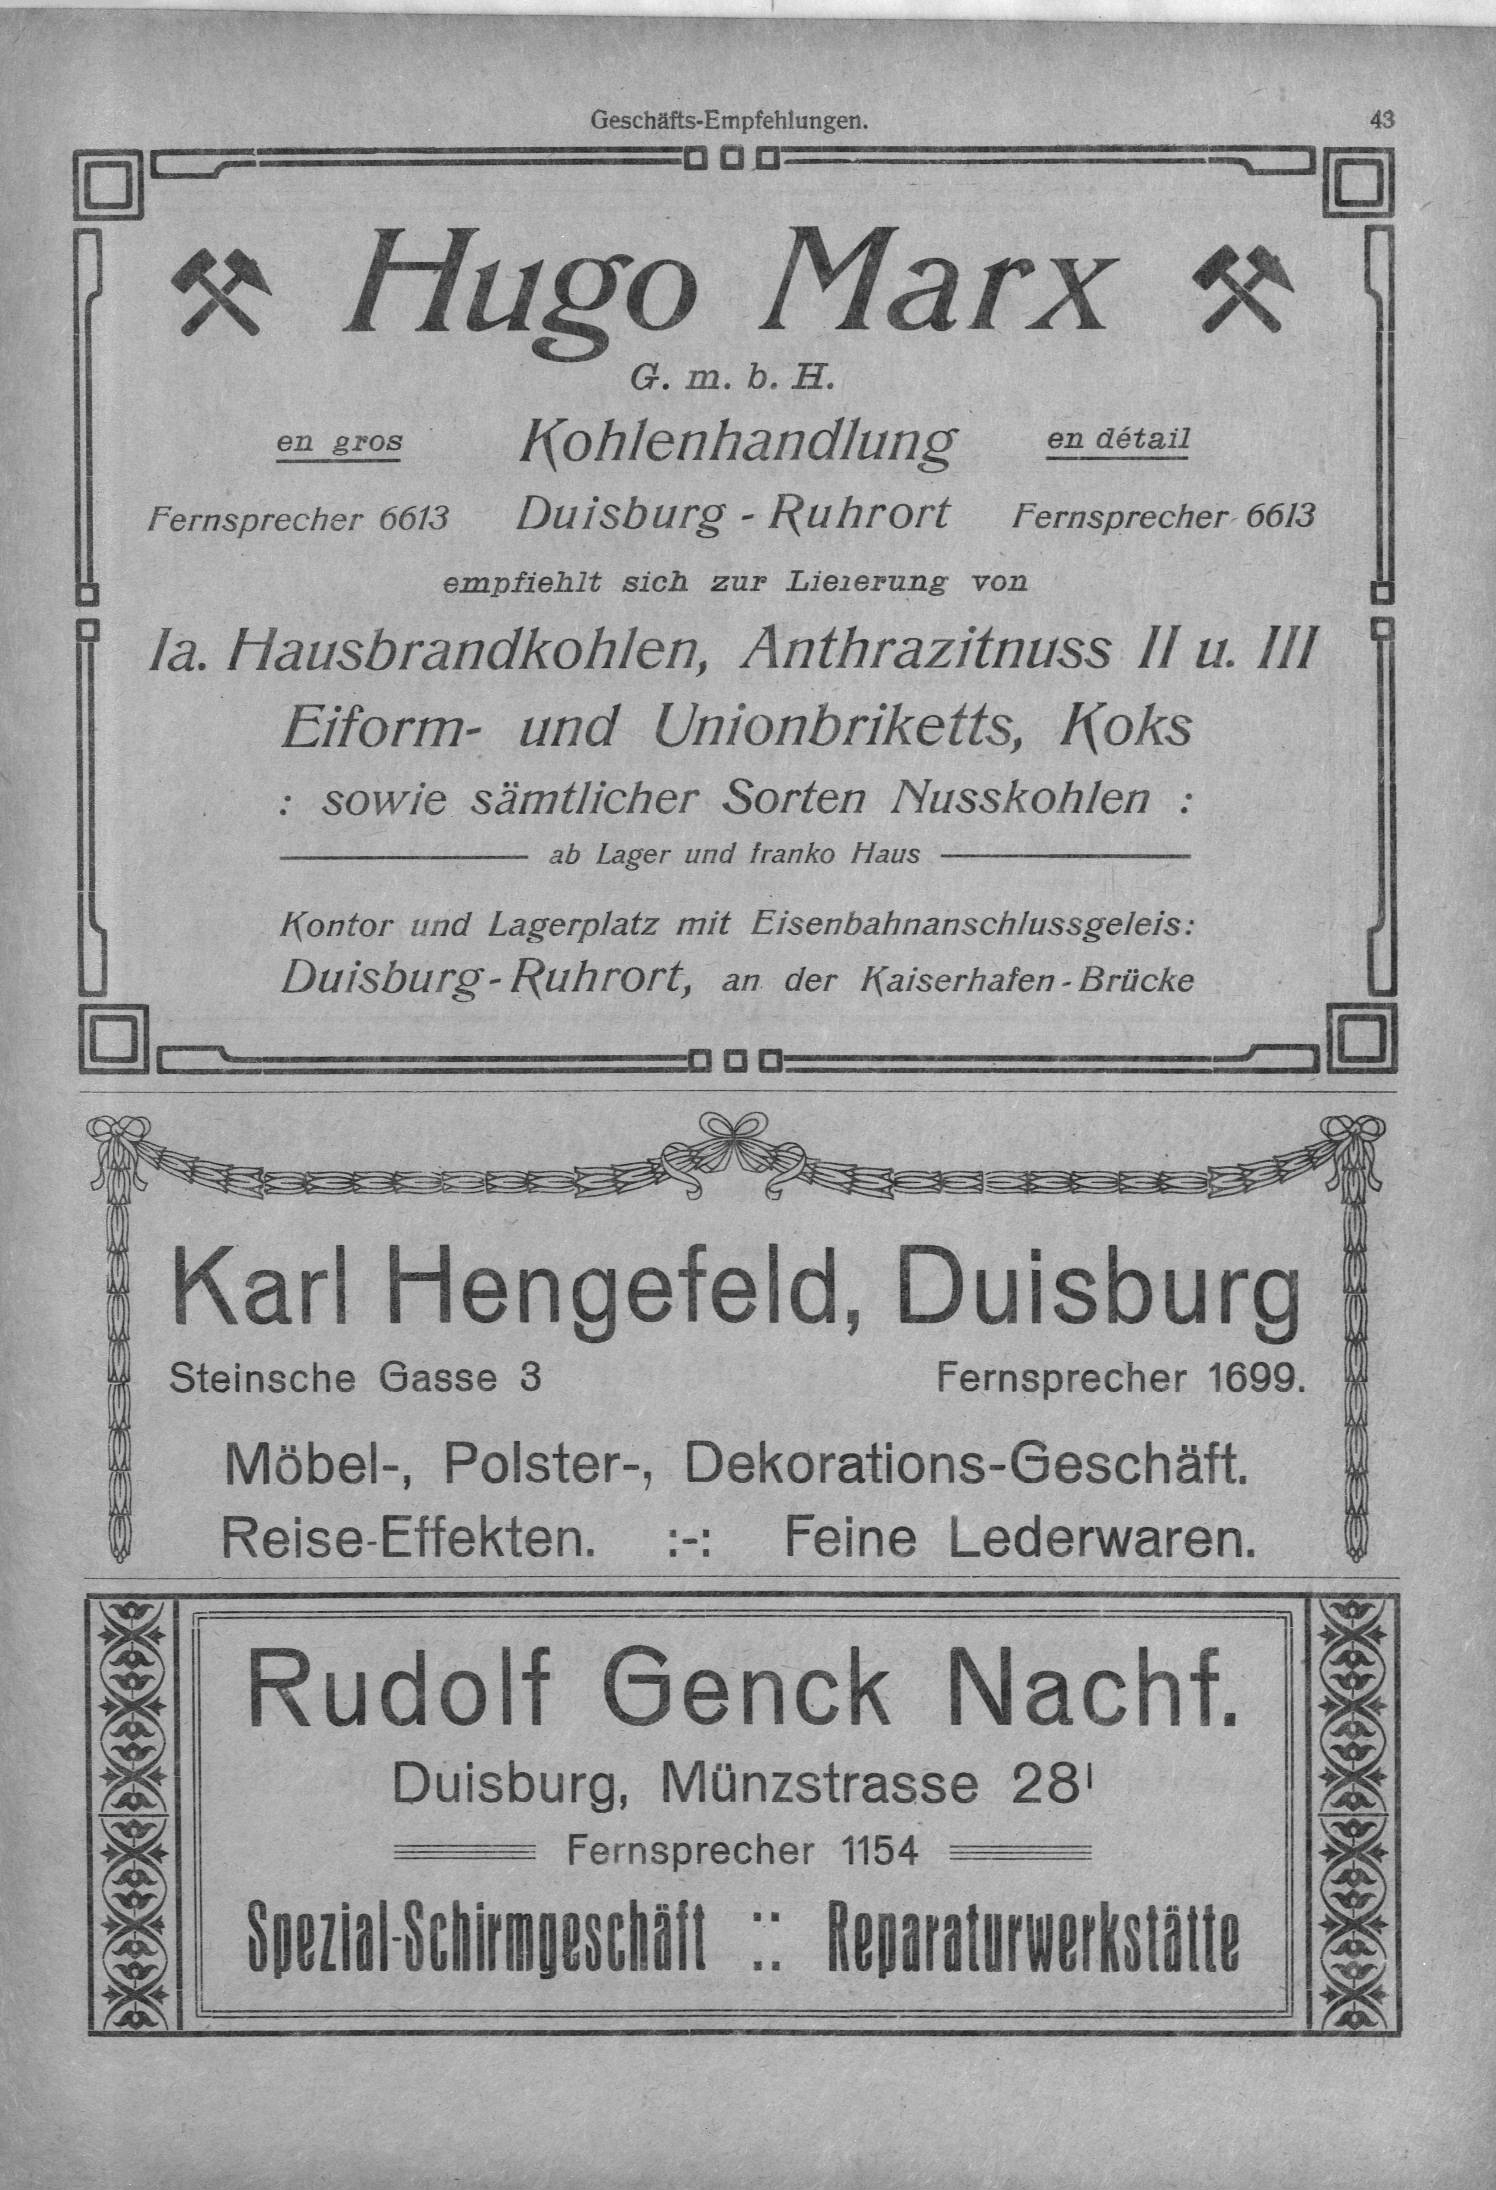 Geschäfts-Empfehlungen. 43
Hugo Marx
G. m. b. H.
en gros Kohlenhandlung en détail
Fernsprecher 6613 Duisburg - Ruhrort Fernsprecher 6613
empfiehlt sich zur Lieferung von
Ia. Hausbrandkohlen, Anthrazitnuss II u. III
Eiform- und Unionbriketts, Koks
: sowie sämtlicher Sorten Nusskohlen :
ab Lager und franko Haus
Kontor und Lagerplatz mit Eisenbahnanschlussgeleis:
Duisburg-Ruhrort, an der Kaiserhafen-Brücke
Karl Hengefeld, Duisburg
Steinsche Gasse 3 Fernsprecher 1699.
Möbel-, Polster-, Dekorations-Geschäft.
Reise-Effekten. :-: Feine Lederwaren.
Rudolf Genck Nachf.
Duisburg, Münzstrasse 28ᴵ
Fernsprecher 1154
Spezial-Schirmgeschäft :: Reparaturwerkstätte